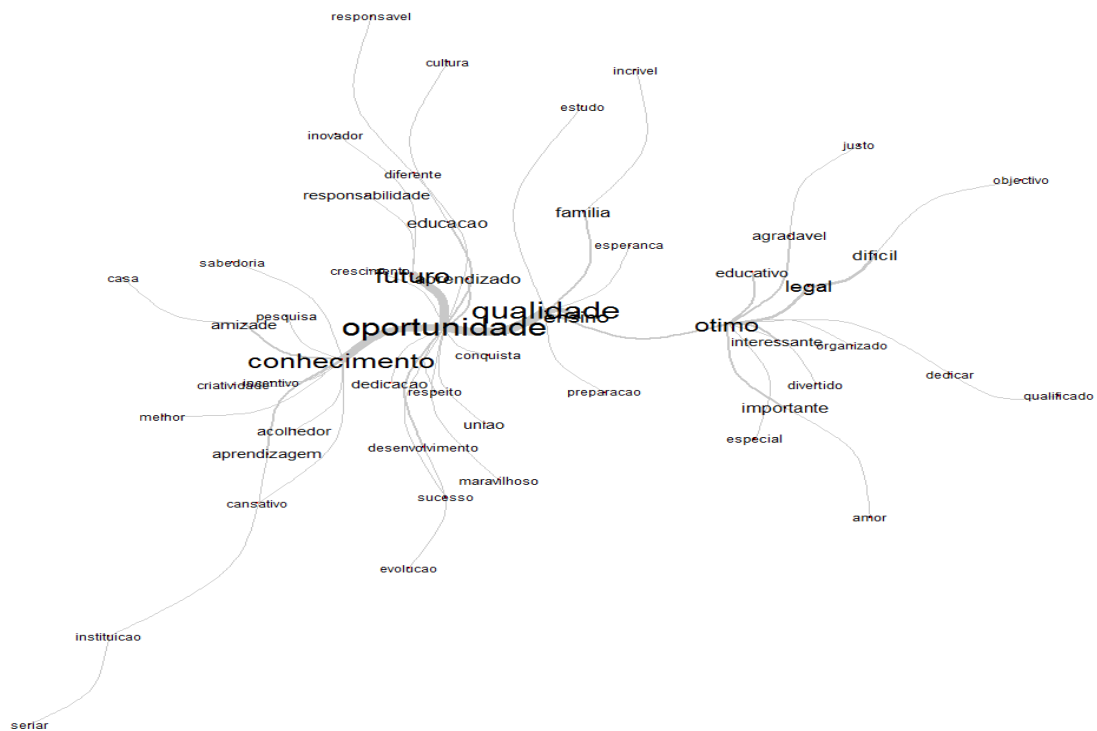 responsavel
cultura
incrivel
estudo
inovador
justo
diferente
objectivo
responsabilidade
familia
educacao
agradavel
esperanca
dificil
sabedoria
crescimento
futuro
aprendizado
educativo
casa
legal
qualidade
ensino
pesquisa
amizade
oportunidade
otimo
interessante
organizado
conquista
conhecimento
dedicar
criatividade
incentivo
dedicacao
respeito
preparacao
divertido
qualificado
importante
melhor
uniao
acolhedor
especial
desenvolvimento
aprendizagem
maravilhoso
sucesso
cansativo
amor
evolucao
instituicao
seriar